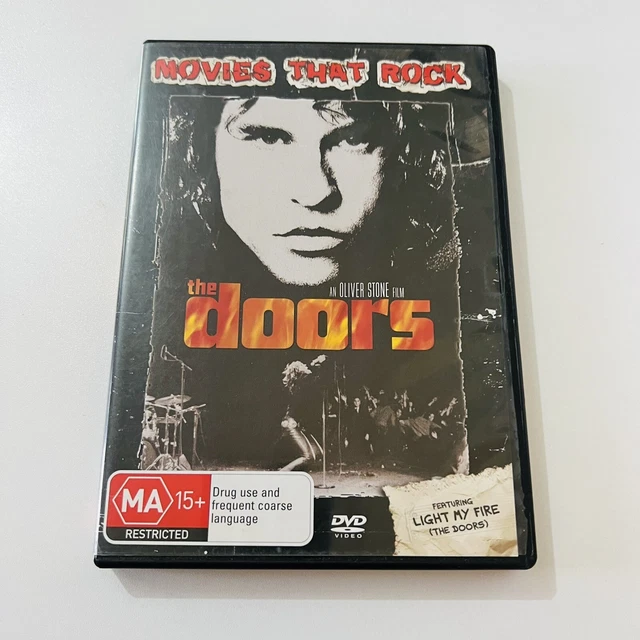 MOVIES THAT ROCK
the
AN OLIVER STONE FILM
doors
MA 15+
RESTRICTED
Drug use and
frequent coarse
language
DVD
VIDEO
FEATURING
LIGHT MY FIRE
(THE DOORS)